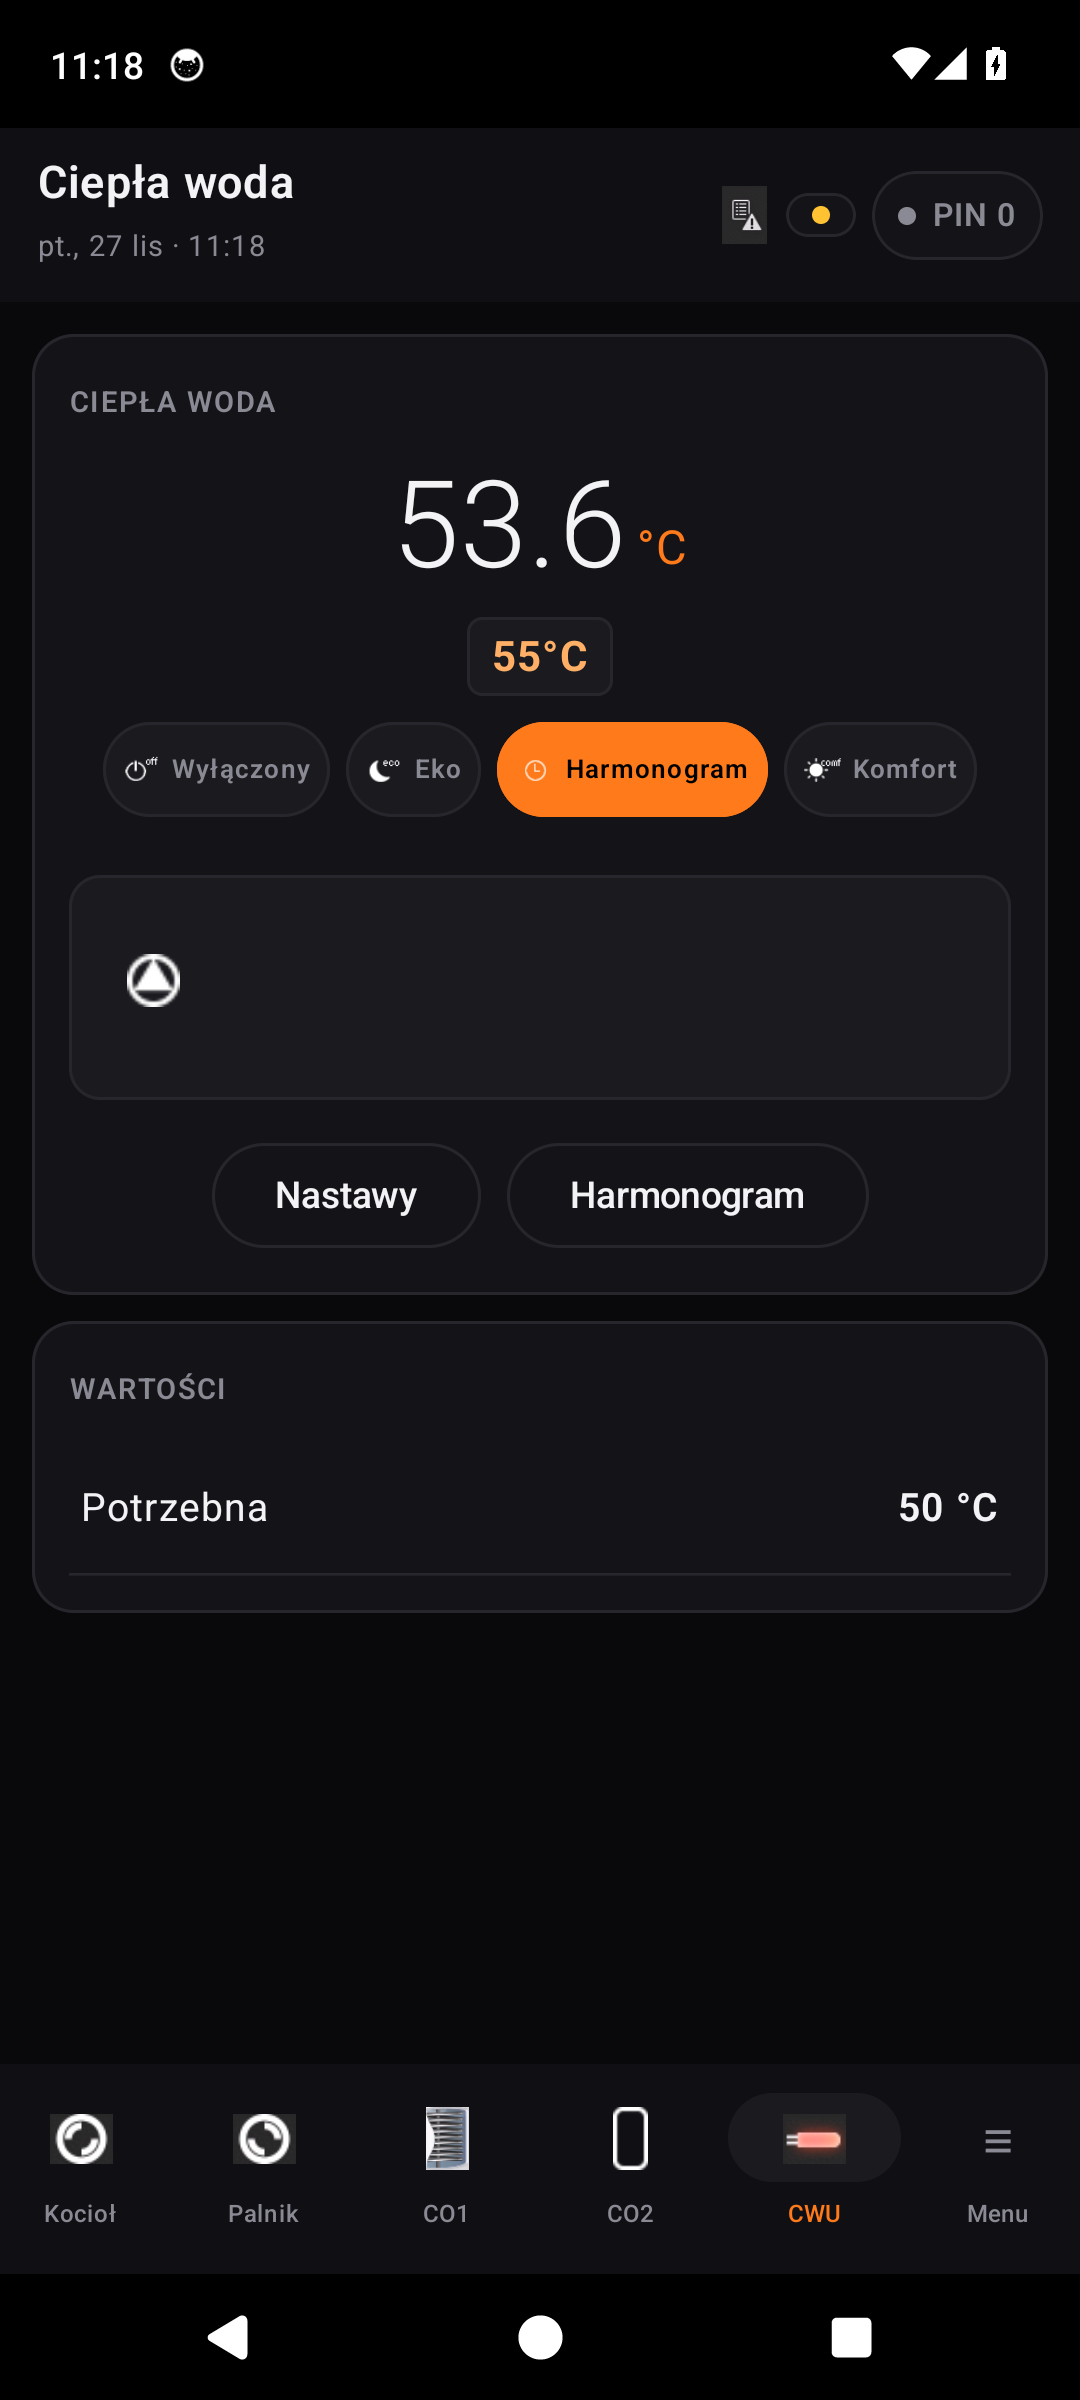 11:18
Ciepła woda
pt., 27 lis · 11:18
PIN 0
CIEPŁA WODA
53.6 °C
55°C
off Wyłączony
eco Eko
Harmonogram
comf Komfort
Nastawy
Harmonogram
WARTOŚCI
Potrzebna 50 °C
Kocioł
Palnik
CO1
CO2
CWU
Menu